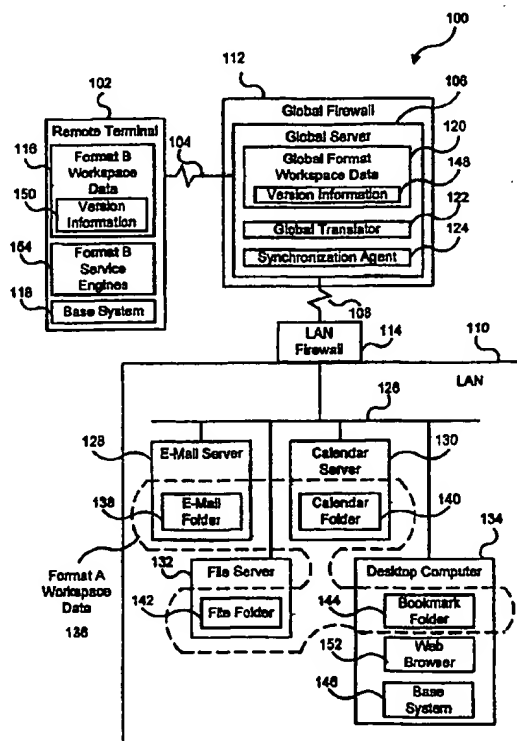 100
112
106
102
Global Firewall
Remote Terminal
Global Server
120
116
104
Format B
Workspace
Data
Global Format
Workspace Data
148
150
Version
Information
Version Information
122
Global Translator
154
Format B
Service
Engines
124
Synchronization Agent
118
Base System
108
LAN
Firewall
114
110
LAN
126
128
130
E-Mail Server
Calendar
Server
138
E-Mail
Folder
Calendar
Folder
140
134
132
Format A
Workspace
Data
136
File Server
Desktop Computer
142
File Folder
144
Bookmark
Folder
152
Web
Browser
146
Base
System